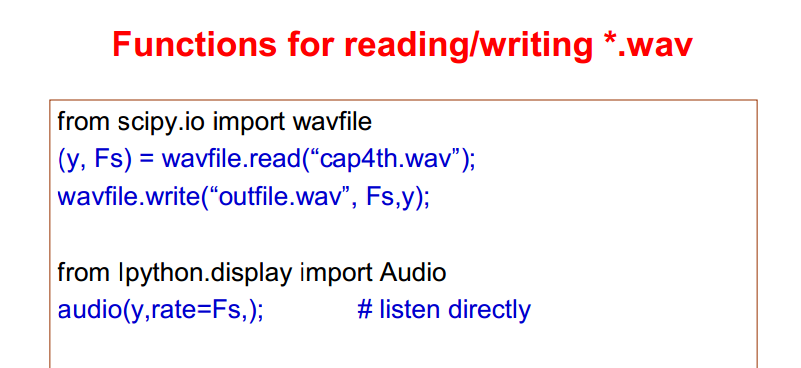 Functions for reading/writing *.wav
from scipy.io import wavfile
(y, Fs) = wavfile.read(“cap4th.wav”);
wavfile.write(“outfile.wav”, Fs,y);
from Ipython.display import Audio
audio(y,rate=Fs,); # listen directly